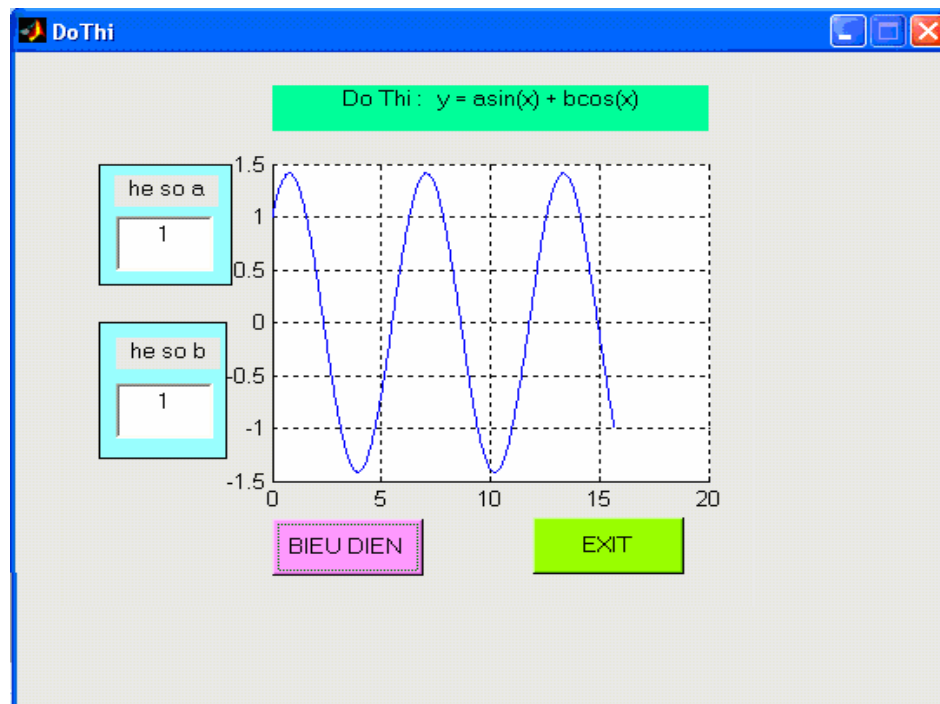 DoThi
Do Thi : y = asin(x) + bcos(x)
he so a
1
he so b
1
1.5
1
0.5
0
-0.5
-1
-1.5
0 5 10 15 20
BIEU DIEN
EXIT